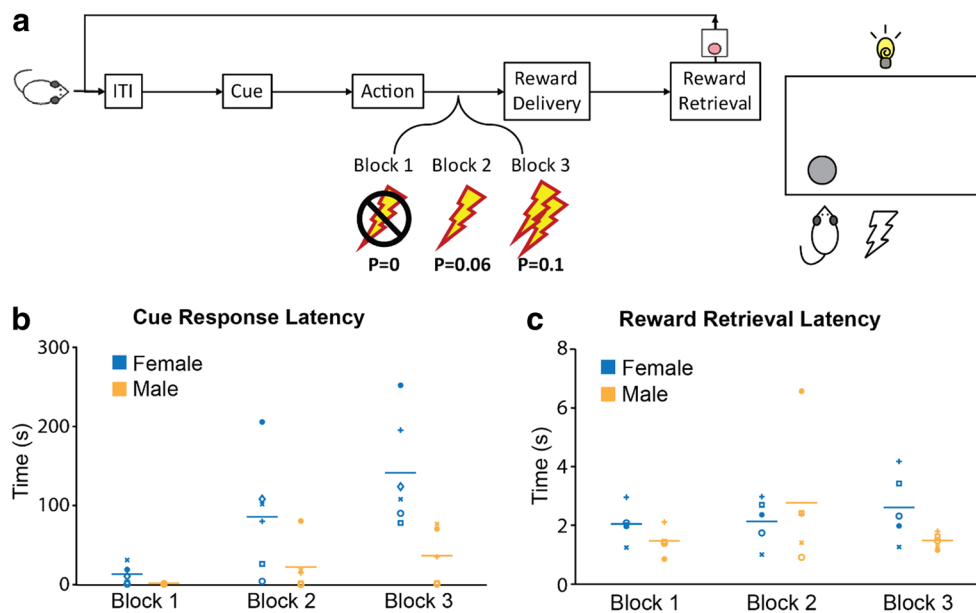 a
ITI
Cue
Action
Reward
Delivery
Reward
Retrieval
Block 1
Block 2
Block 3
P=0
P=0.06
P=0.1
b
Cue Response Latency
300
200
100
0
Time (s)
Female
Male
Block 1
Block 2
Block 3
c
Reward Retrieval Latency
8
6
4
2
0
Time (s)
Female
Male
Block 1
Block 2
Block 3